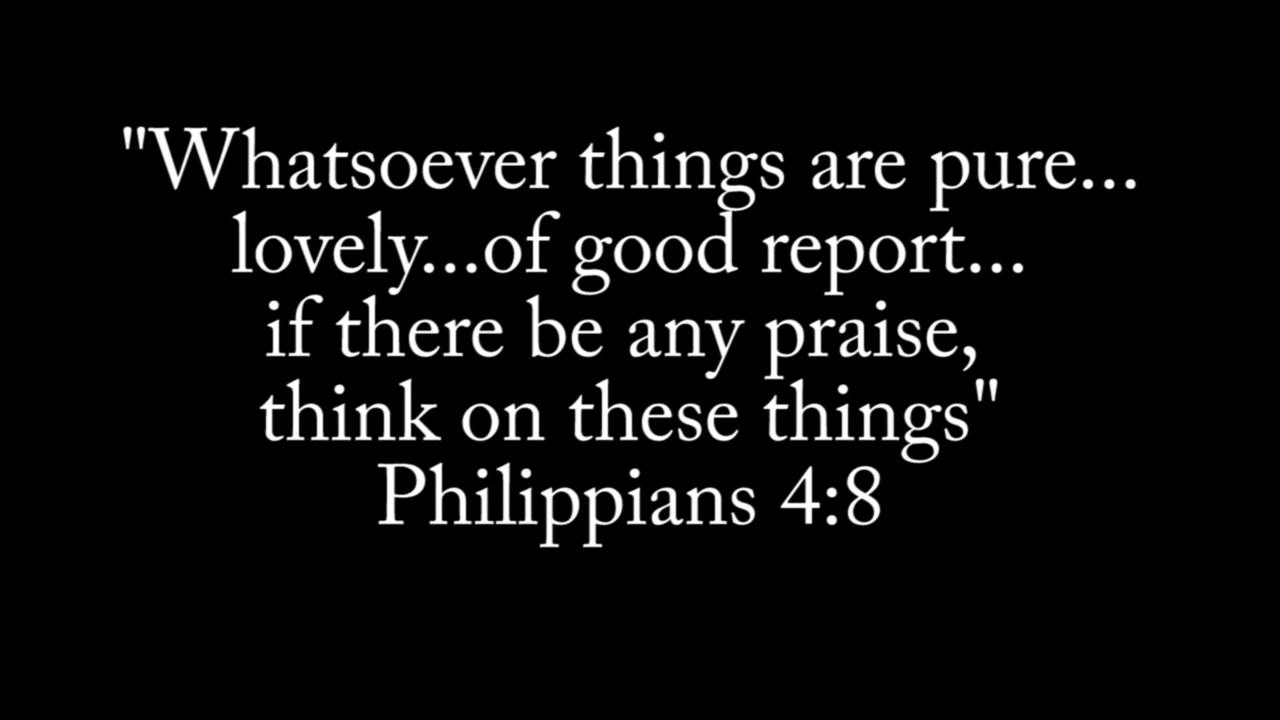 "Whatsoever things are pure...
lovely...of good report...
if there be any praise,
think on these things"
Philippians 4:8